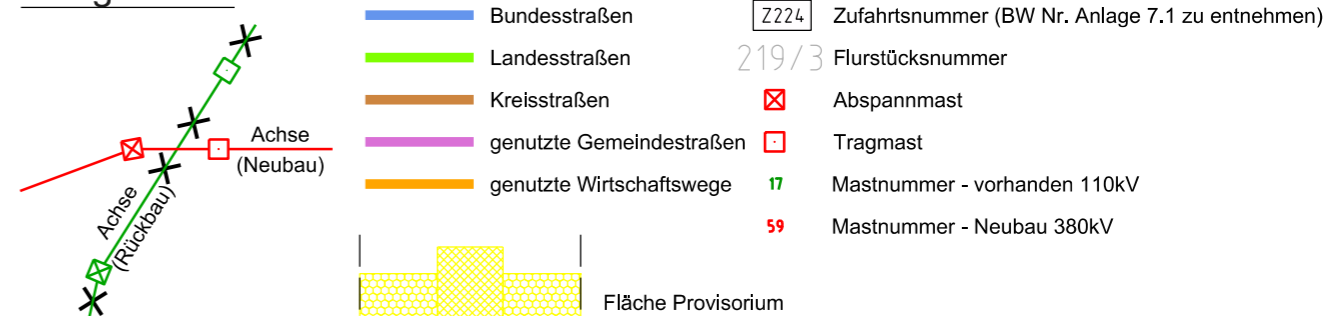 Achse
(Neubau)
Achse
(Rückbau)
Bundesstraßen
Landesstraßen
Kreisstraßen
genutzte Gemeindestraßen
genutzte Wirtschaftswege
Fläche Provisorium
Z224 Zufahrtsnummer (BW Nr. Anlage 7.1 zu entnehmen)
219/3 Flurstücksnummer
Abspannmast
Tragmast
17 Mastnummer - vorhanden 110kV
59 Mastnummer - Neubau 380kV